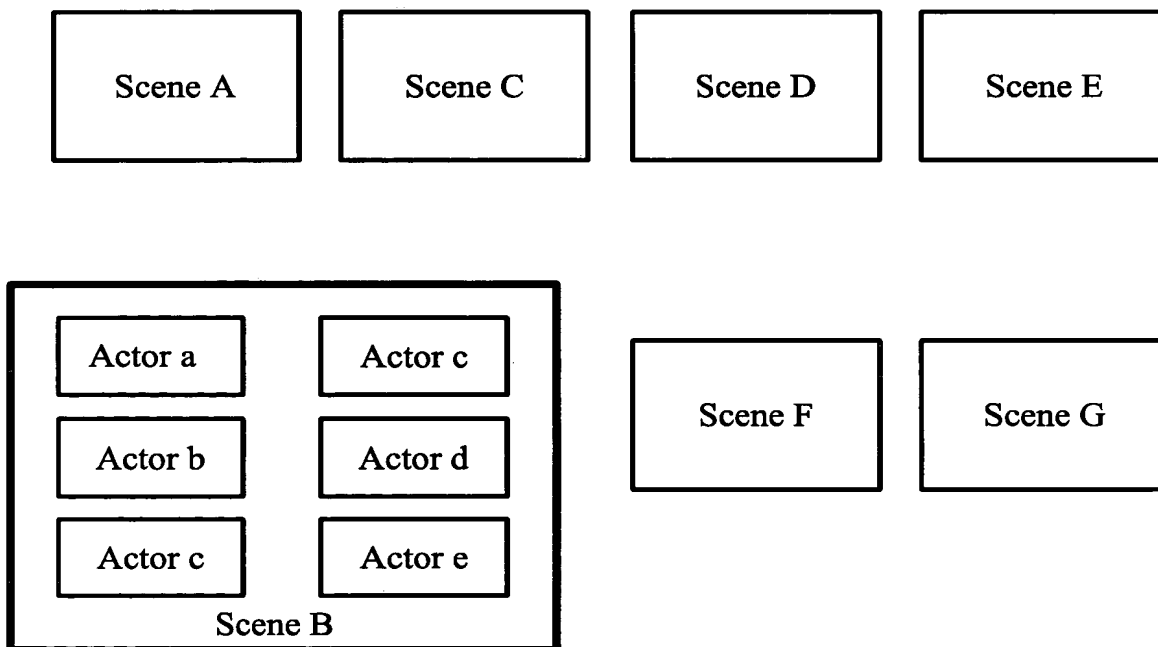 Scene A
Scene C
Scene D
Scene E
Actor a
Actor c
Actor b
Actor d
Actor c
Actor e
Scene B
Scene F
Scene G